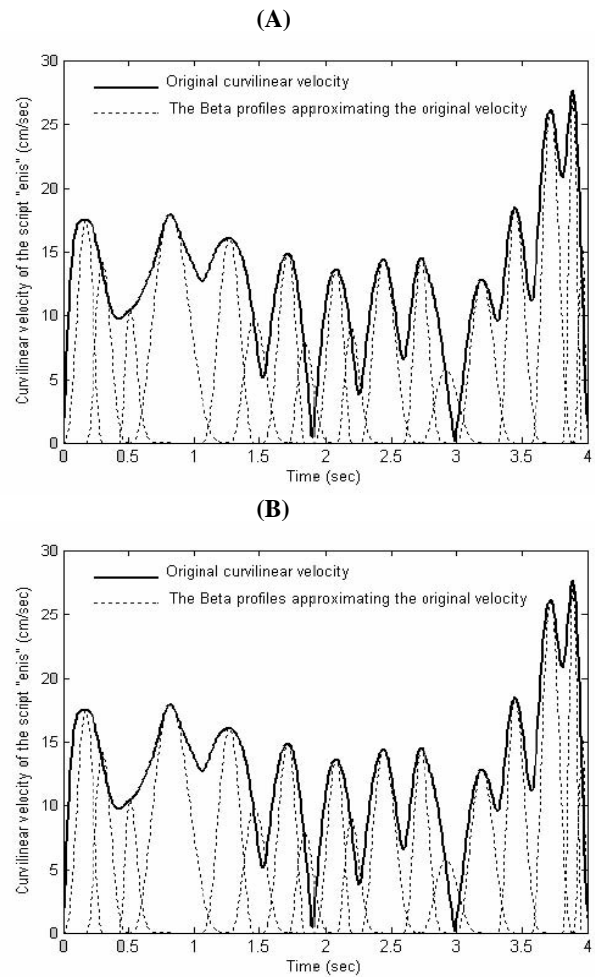 (A)
30
25
20
15
10
5
0
Curvilinear velocity of the script "enis" (cm/sec)
Original curvilinear velocity
The Beta profiles approximating the original velocity
0 0.5 1 1.5 2 2.5 3 3.5 4
Time (sec)
(B)
30
25
20
15
10
5
0
Curvilinear velocity of the script "enis" (cm/sec)
Original curvilinear velocity
The Beta profiles approximating the original velocity
0 0.5 1 1.5 2 2.5 3 3.5 4
Time (sec)